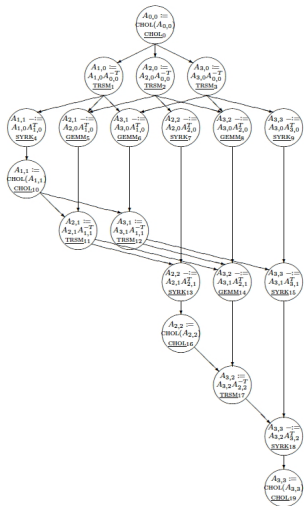 A0,0 :=
CHOL(A0,0)
CHOL0
A1,0 :=
A1,0A0,0^-T
TRSM1
A2,0 :=
A2,0A0,0^-T
TRSM2
A3,0 :=
A3,0A0,0^-T
TRSM3
A1,1 −:=
A1,0A1,0^T
SYRK4
A2,1 −:=
A2,0A1,0^T
GEMM5
A3,1 −:=
A3,0A1,0^T
GEMM6
A2,2 −:=
A2,0A2,0^T
SYRK7
A3,2 −:=
A3,0A2,0^T
GEMM8
A3,3 −:=
A3,0A3,0^T
SYRK9
A1,1 :=
CHOL(A1,1)
CHOL10
A2,1 :=
A2,1A1,1^-T
TRSM11
A3,1 :=
A3,1A1,1^-T
TRSM12
A2,2 −:=
A2,1A2,1^T
SYRK13
A3,2 −:=
A3,1A2,1^T
GEMM14
A3,3 −:=
A3,1A3,1^T
SYRK15
A2,2 :=
CHOL(A2,2)
CHOL16
A3,2 :=
A3,2A2,2^-T
TRSM17
A3,3 −:=
A3,2A3,2^T
SYRK18
A3,3 :=
CHOL(A3,3)
CHOL19